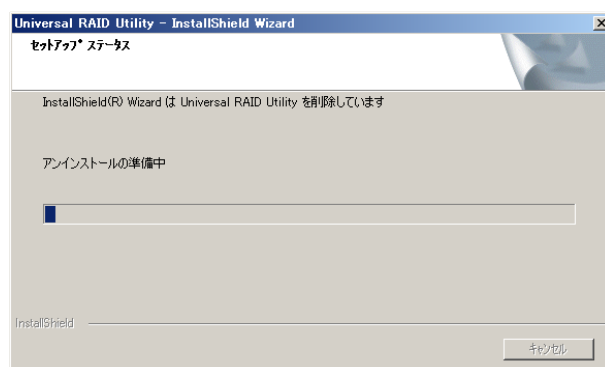 Universal RAID Utility - InstallShield Wizard
セットアップ ステータス
InstallShield(R) Wizard は Universal RAID Utility を削除しています
アンインストールの準備中
InstallShield
キャンセル